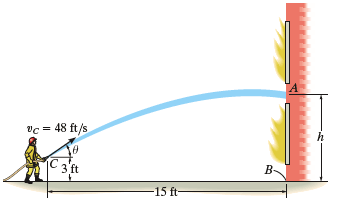 A
v_C = 48 ft/s
θ
h
C
3 ft
B
15 ft